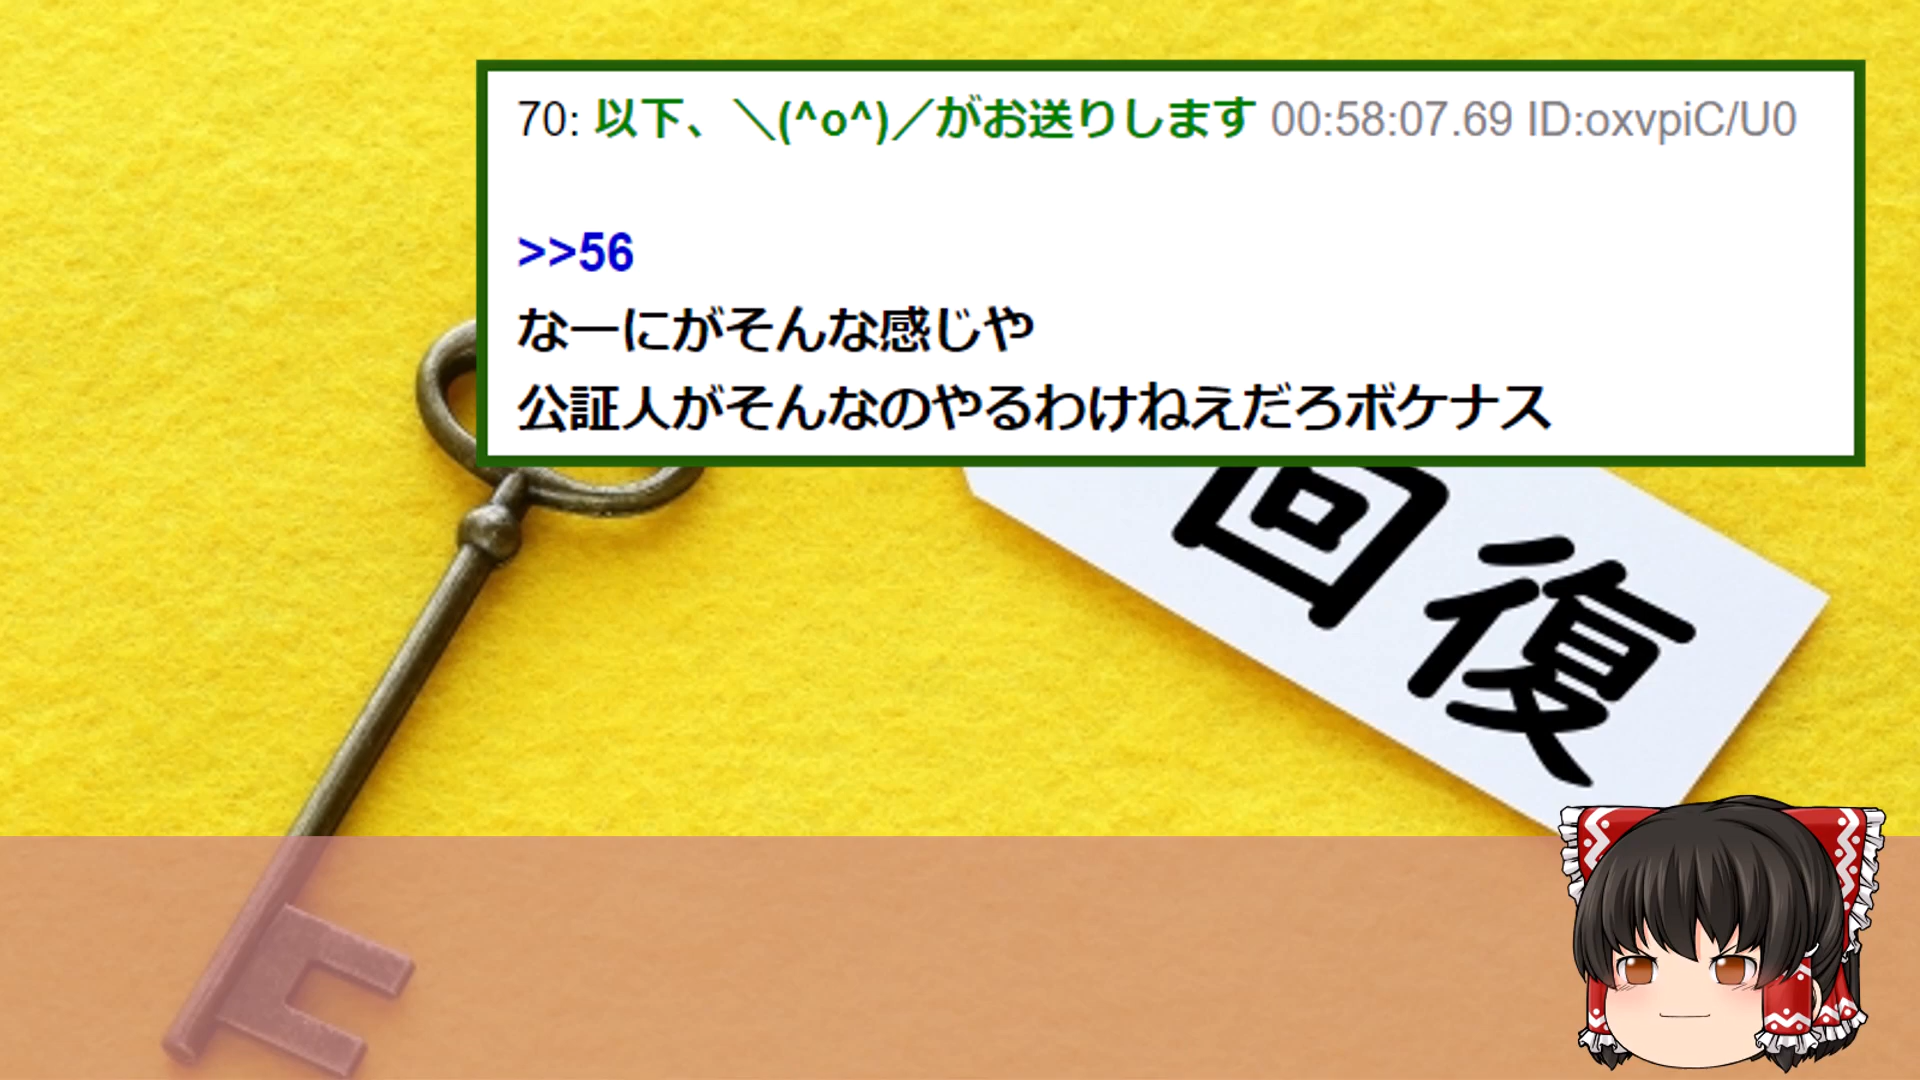 70: 以下、＼(^o^)／がお送りします 00:58:07.69 ID:oxvpiC/U0
>>56
なーにがそんな感じや
公証人がそんなのやるわけねえだろボケナス
回復